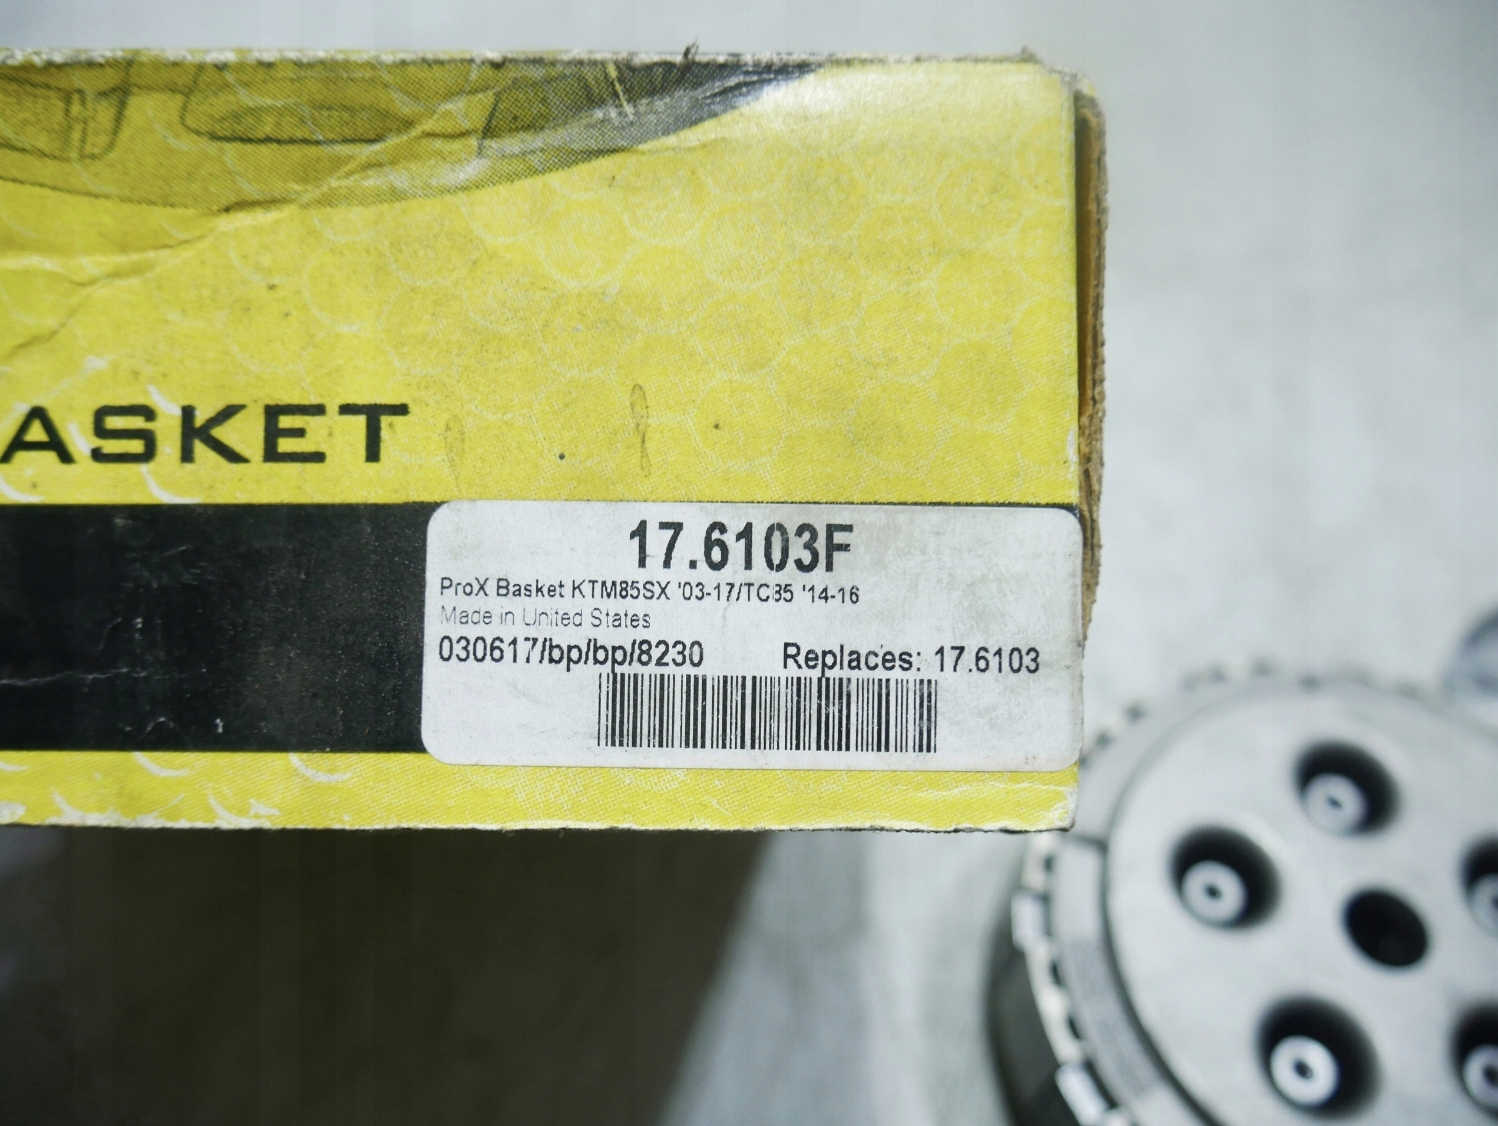 ASKET
17.6103F
ProX Basket KTM85SX '03-17/TC85 '14-16
Made in United States
030617/bp/bp/8230
Replaces: 17.6103